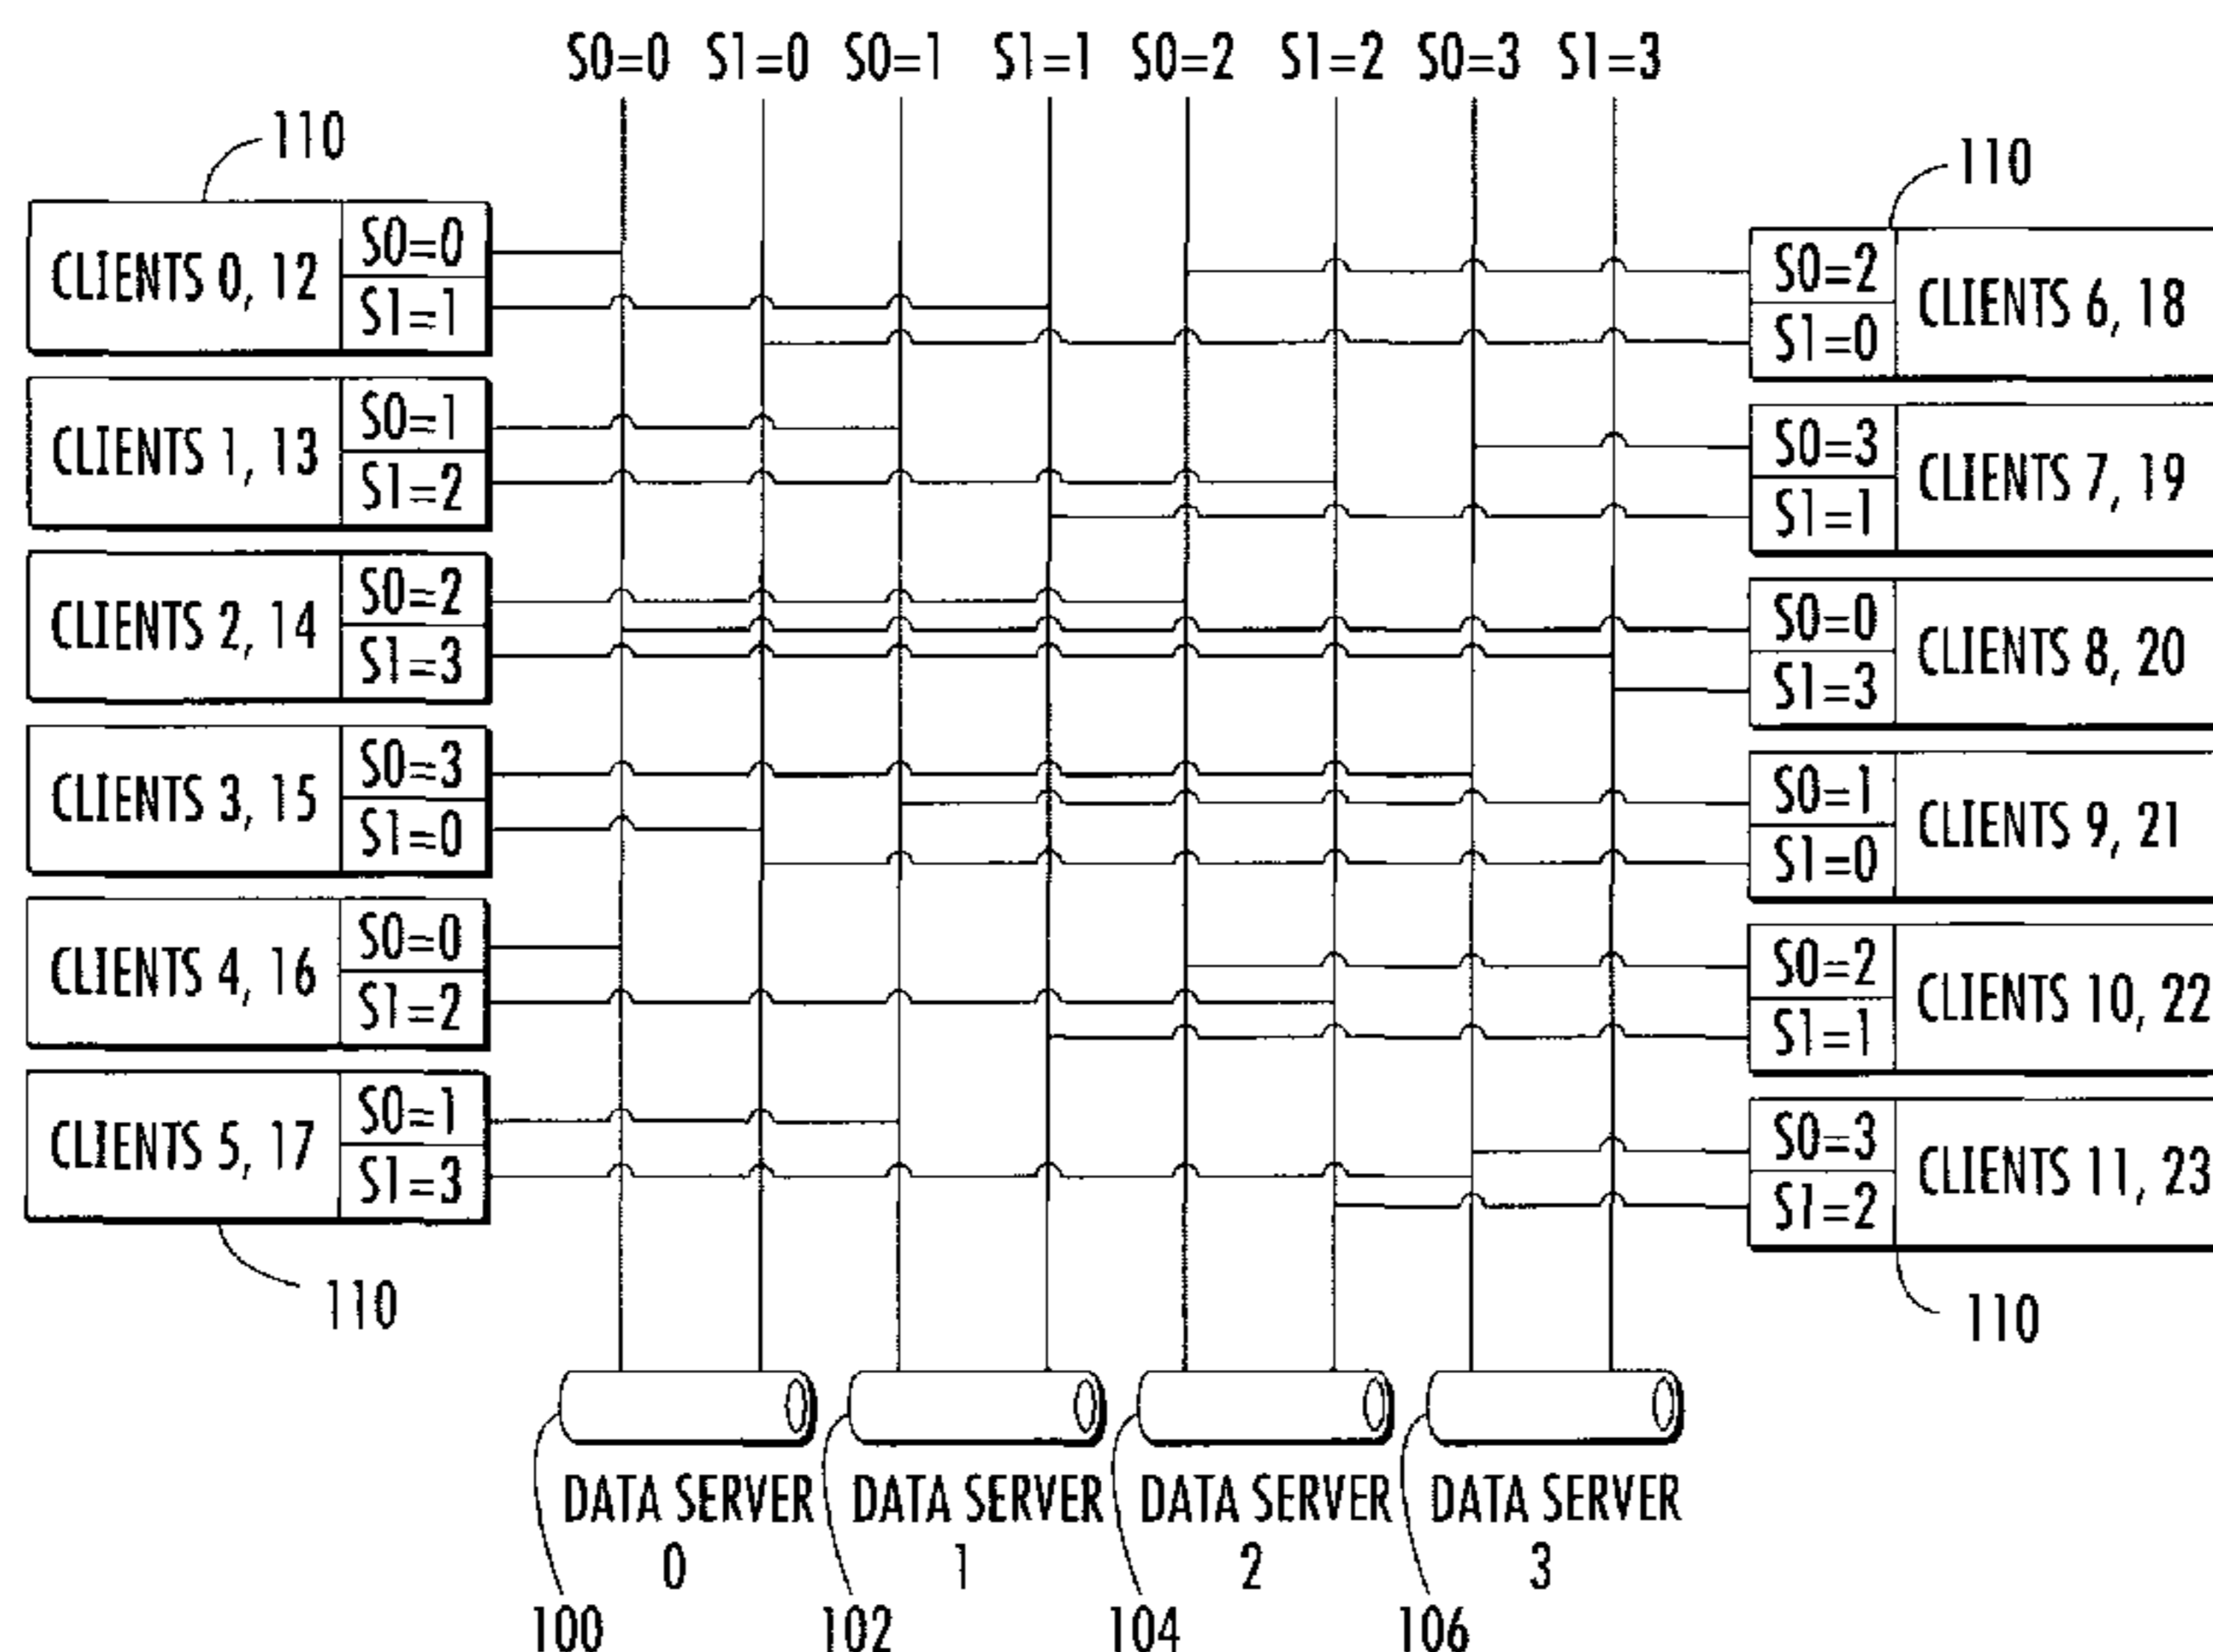 S0=0 S1=0 S0=1 S1=1 S0=2 S1=2 S0=3 S1=3
110
110
CLIENTS 0, 12
S0=0
S1=1
CLIENTS 1, 13
S0=1
S1=2
CLIENTS 2, 14
S0=2
S1=3
CLIENTS 3, 15
S0=3
S1=0
CLIENTS 4, 16
S0=0
S1=2
CLIENTS 5, 17
S0=1
S1=3
110
S0=2
S1=0
CLIENTS 6, 18
S0=3
S1=1
CLIENTS 7, 19
S0=0
S1=3
CLIENTS 8, 20
S0=1
S1=0
CLIENTS 9, 21
S0=2
S1=1
CLIENTS 10, 22
S0=3
S1=2
CLIENTS 11, 23
110
DATA SERVER
0
DATA SERVER
1
DATA SERVER
2
DATA SERVER
3
100
102
104
106